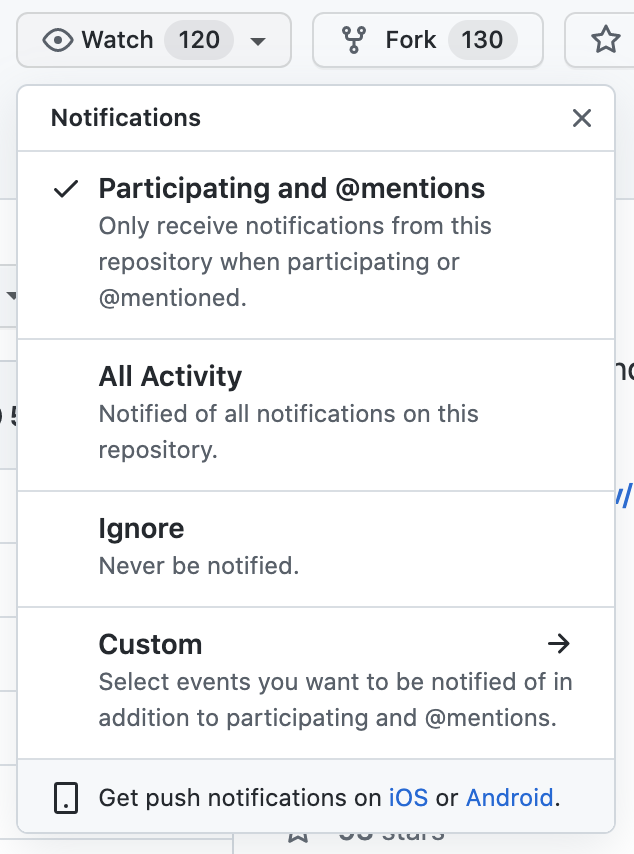 Watch 120
Fork 130
Notifications
Participating and @mentions
Only receive notifications from this
repository when participating or
@mentioned.
All Activity
Notified of all notifications on this
repository.
Ignore
Never be notified.
Custom
Select events you want to be notified of in
addition to participating and @mentions.
Get push notifications on iOS or Android.
stars